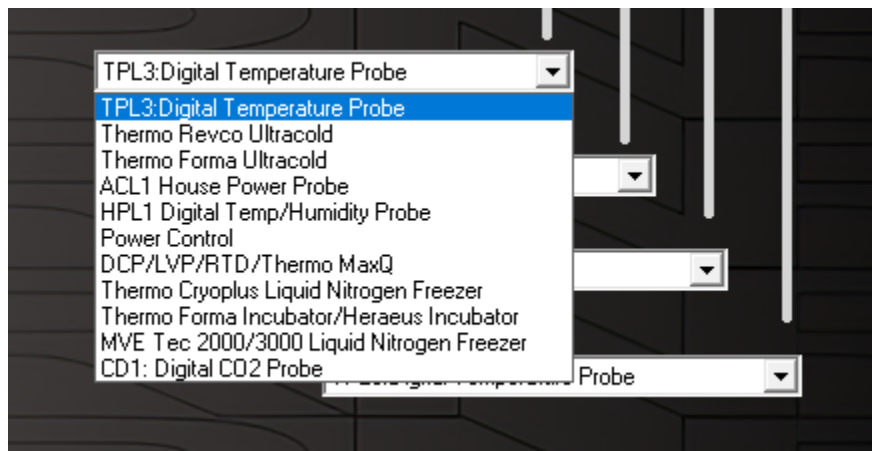 TPL3:Digital Temperature Probe
TPL3:Digital Temperature Probe
Thermo Revco Ultracold
Thermo Forma Ultracold
ACL1 House Power Probe
HPL1 Digital Temp/Humidity Probe
Power Control
DCP/LVP/RTD/Thermo MaxQ
Thermo Cryoplus Liquid Nitrogen Freezer
Thermo Forma Incubator/Heraeus Incubator
MVE Tec 2000/3000 Liquid Nitrogen Freezer
CD1: Digital CO2 Probe
Temperature Probe